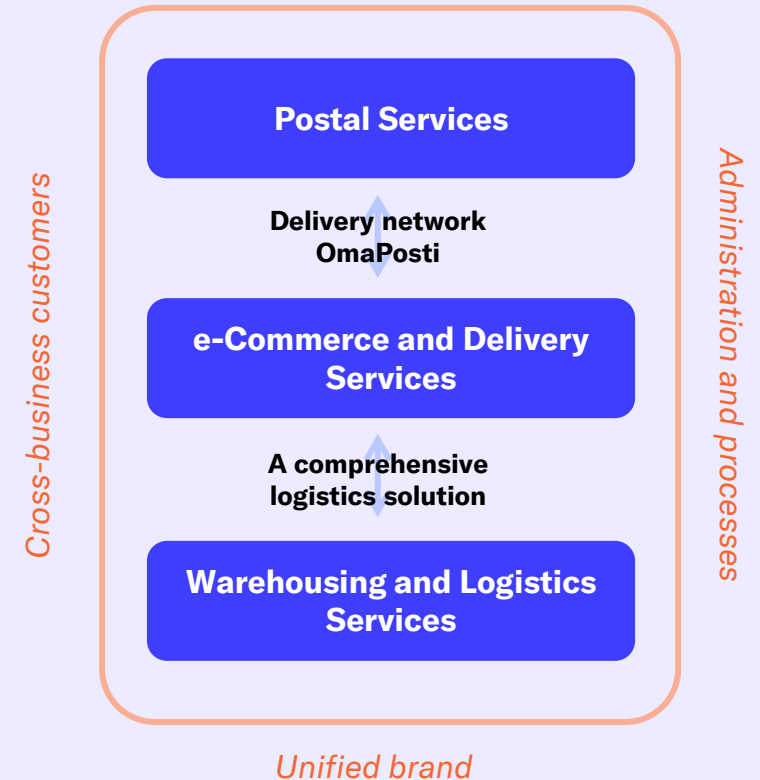 Postal Services
Delivery network
OmaPosti
e-Commerce and Delivery
Services
A comprehensive
logistics solution
Warehousing and Logistics
Services
Cross-business customers
Administration and processes
Unified brand